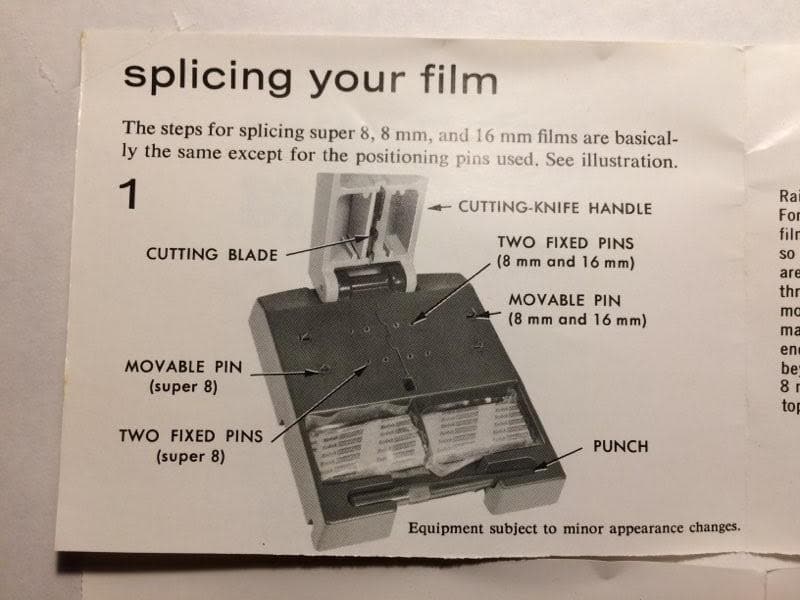 splicing your film
The steps for splicing super 8, 8 mm, and 16 mm films are basical-
ly the same except for the positioning pins used. See illustration.
1
CUTTING-KNIFE HANDLE
CUTTING BLADE
TWO FIXED PINS
(8 mm and 16 mm)
MOVABLE PIN
(8 mm and 16 mm)
MOVABLE PIN
(super 8)
TWO FIXED PINS
(super 8)
PUNCH
Equipment subject to minor appearance changes.
so
are